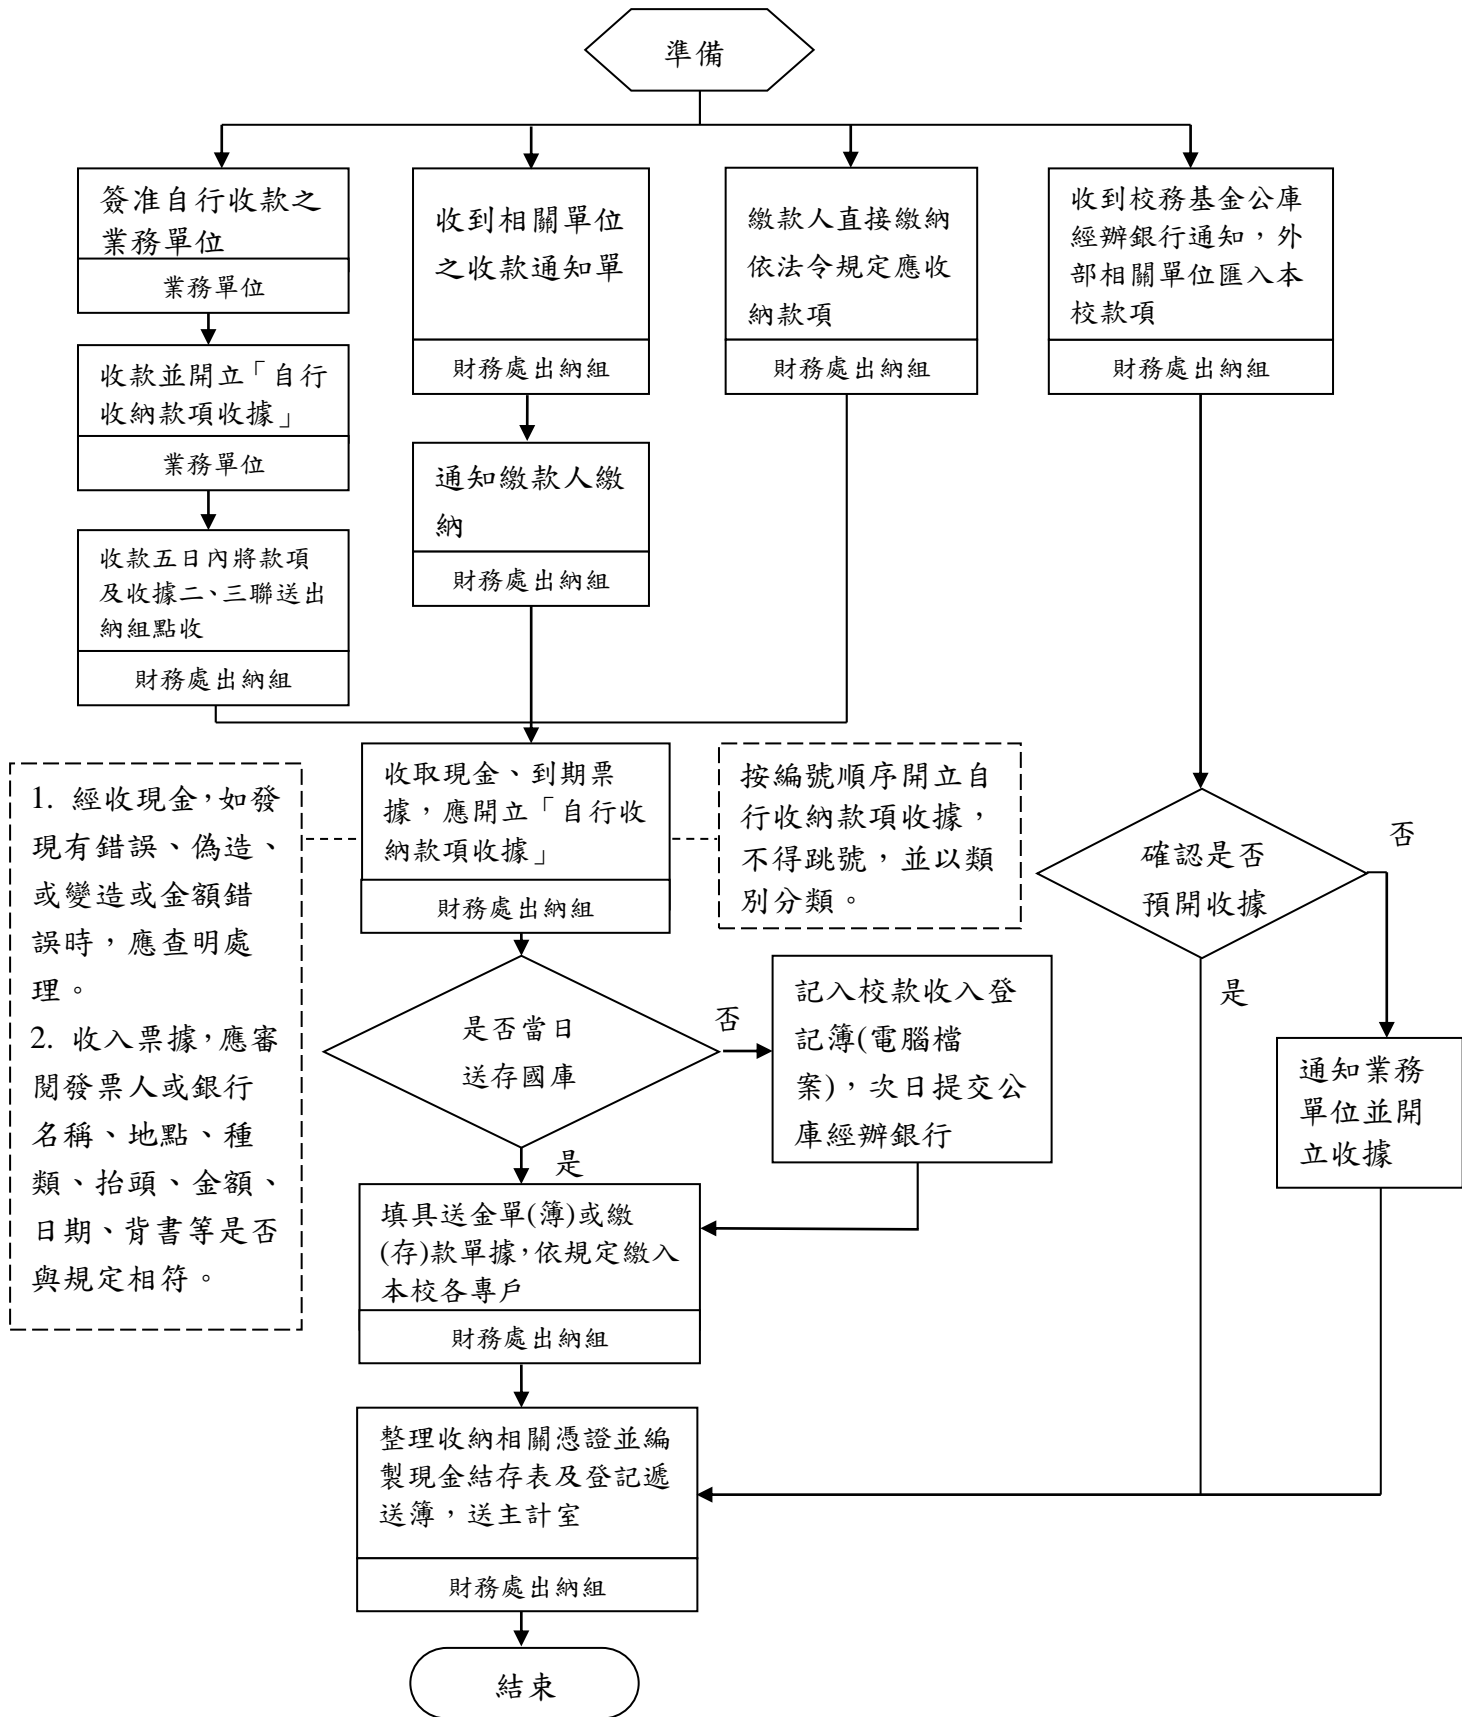 準備
簽准自行收款之
業務單位
業務單位
收款並開立「自行
收納款項收據」
業務單位
收款五日內將款項
及收據二、三聯送出
納組點收
財務處出納組
收到相關單位
之收款通知單
財務處出納組
通知繳款人繳
納
財務處出納組
繳款人直接繳納
依法令規定應收
納款項
財務處出納組
收到校務基金公庫
經辦銀行通知，外
部相關單位匯入本
校款項
財務處出納組
1. 經收現金，如發
現有錯誤、偽造、
或變造或金額錯
誤時，應查明處
理。
2. 收入票據，應審
閱發票人或銀行
名稱、地點、種
類、抬頭、金額、
日期、背書等是否
與規定相符。
收取現金、到期票
據，應開立「自行收
納款項收據」
財務處出納組
按編號順序開立自
行收納款項收據，
不得跳號，並以類
別分類。
確認是否
預開收據
否
是
是否當日
送存國庫
否
是
記入校款收入登
記簿(電腦檔
案)，次日提交公
庫經辦銀行
通知業務
單位並開
立收據
填具送金單(簿)或繳
(存)款單據，依規定繳入
本校各專戶
財務處出納組
整理收納相關憑證並編
製現金結存表及登記遞
送簿，送主計室
財務處出納組
結束